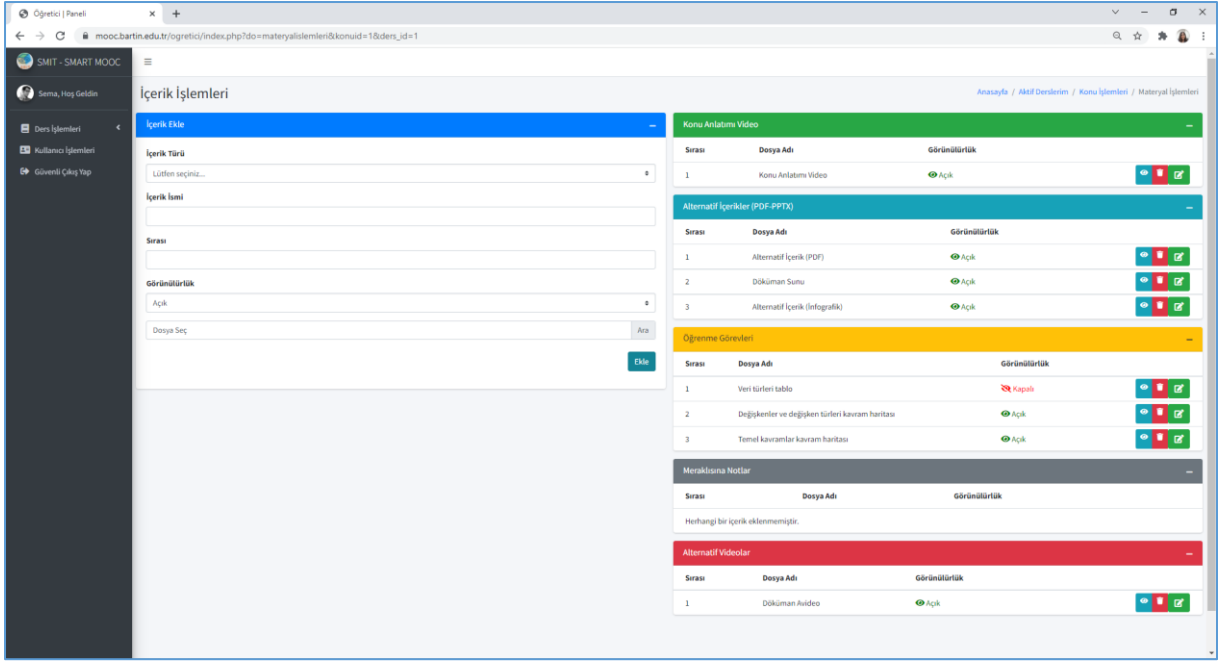 Öğretici | Paneli
mooc.bartin.edu.tr/ogretici/index.php?do=materyalislemleri&konuid=1&ders_id=1
SMIT - SMART MOOC
Sema, Hoş Geldin
Ders İşlemleri
Kullanıcı İşlemleri
Güvenli Çıkış Yap
İçerik İşlemleri
Anasayfa / Aktif Derslerim / Konu İşlemleri / Materyal İşlemleri
İçerik Ekle
İçerik Türü
Lütfen seçiniz...
İçerik İsmi
Sırası
Görünülürlük
Açık
Dosya Seç Ara
Ekle
Konu Anlatımı Video
Sırası Dosya Adı Görünülürlük
1 Konu Anlatımı Video Açık
Alternatif İçerikler (PDF-PPTX)
Sırası Dosya Adı Görünülürlük
1 Alternatif İçerik (PDF) Açık
2 Döküman Sunu Açık
3 Alternatif İçerik (İnfografik) Açık
Öğrenme Görevleri
Sırası Dosya Adı Görünülürlük
1 Veri türleri tablo Kapalı
2 Değişkenler ve değişken türleri kavram haritası Açık
3 Temel kavramlar kavram haritası Açık
Meraklısına Notlar
Sırası Dosya Adı Görünülürlük
Herhangi bir içerik eklenmemiştir.
Alternatif Videolar
Sırası Dosya Adı Görünülürlük
1 Döküman Avideo Açık